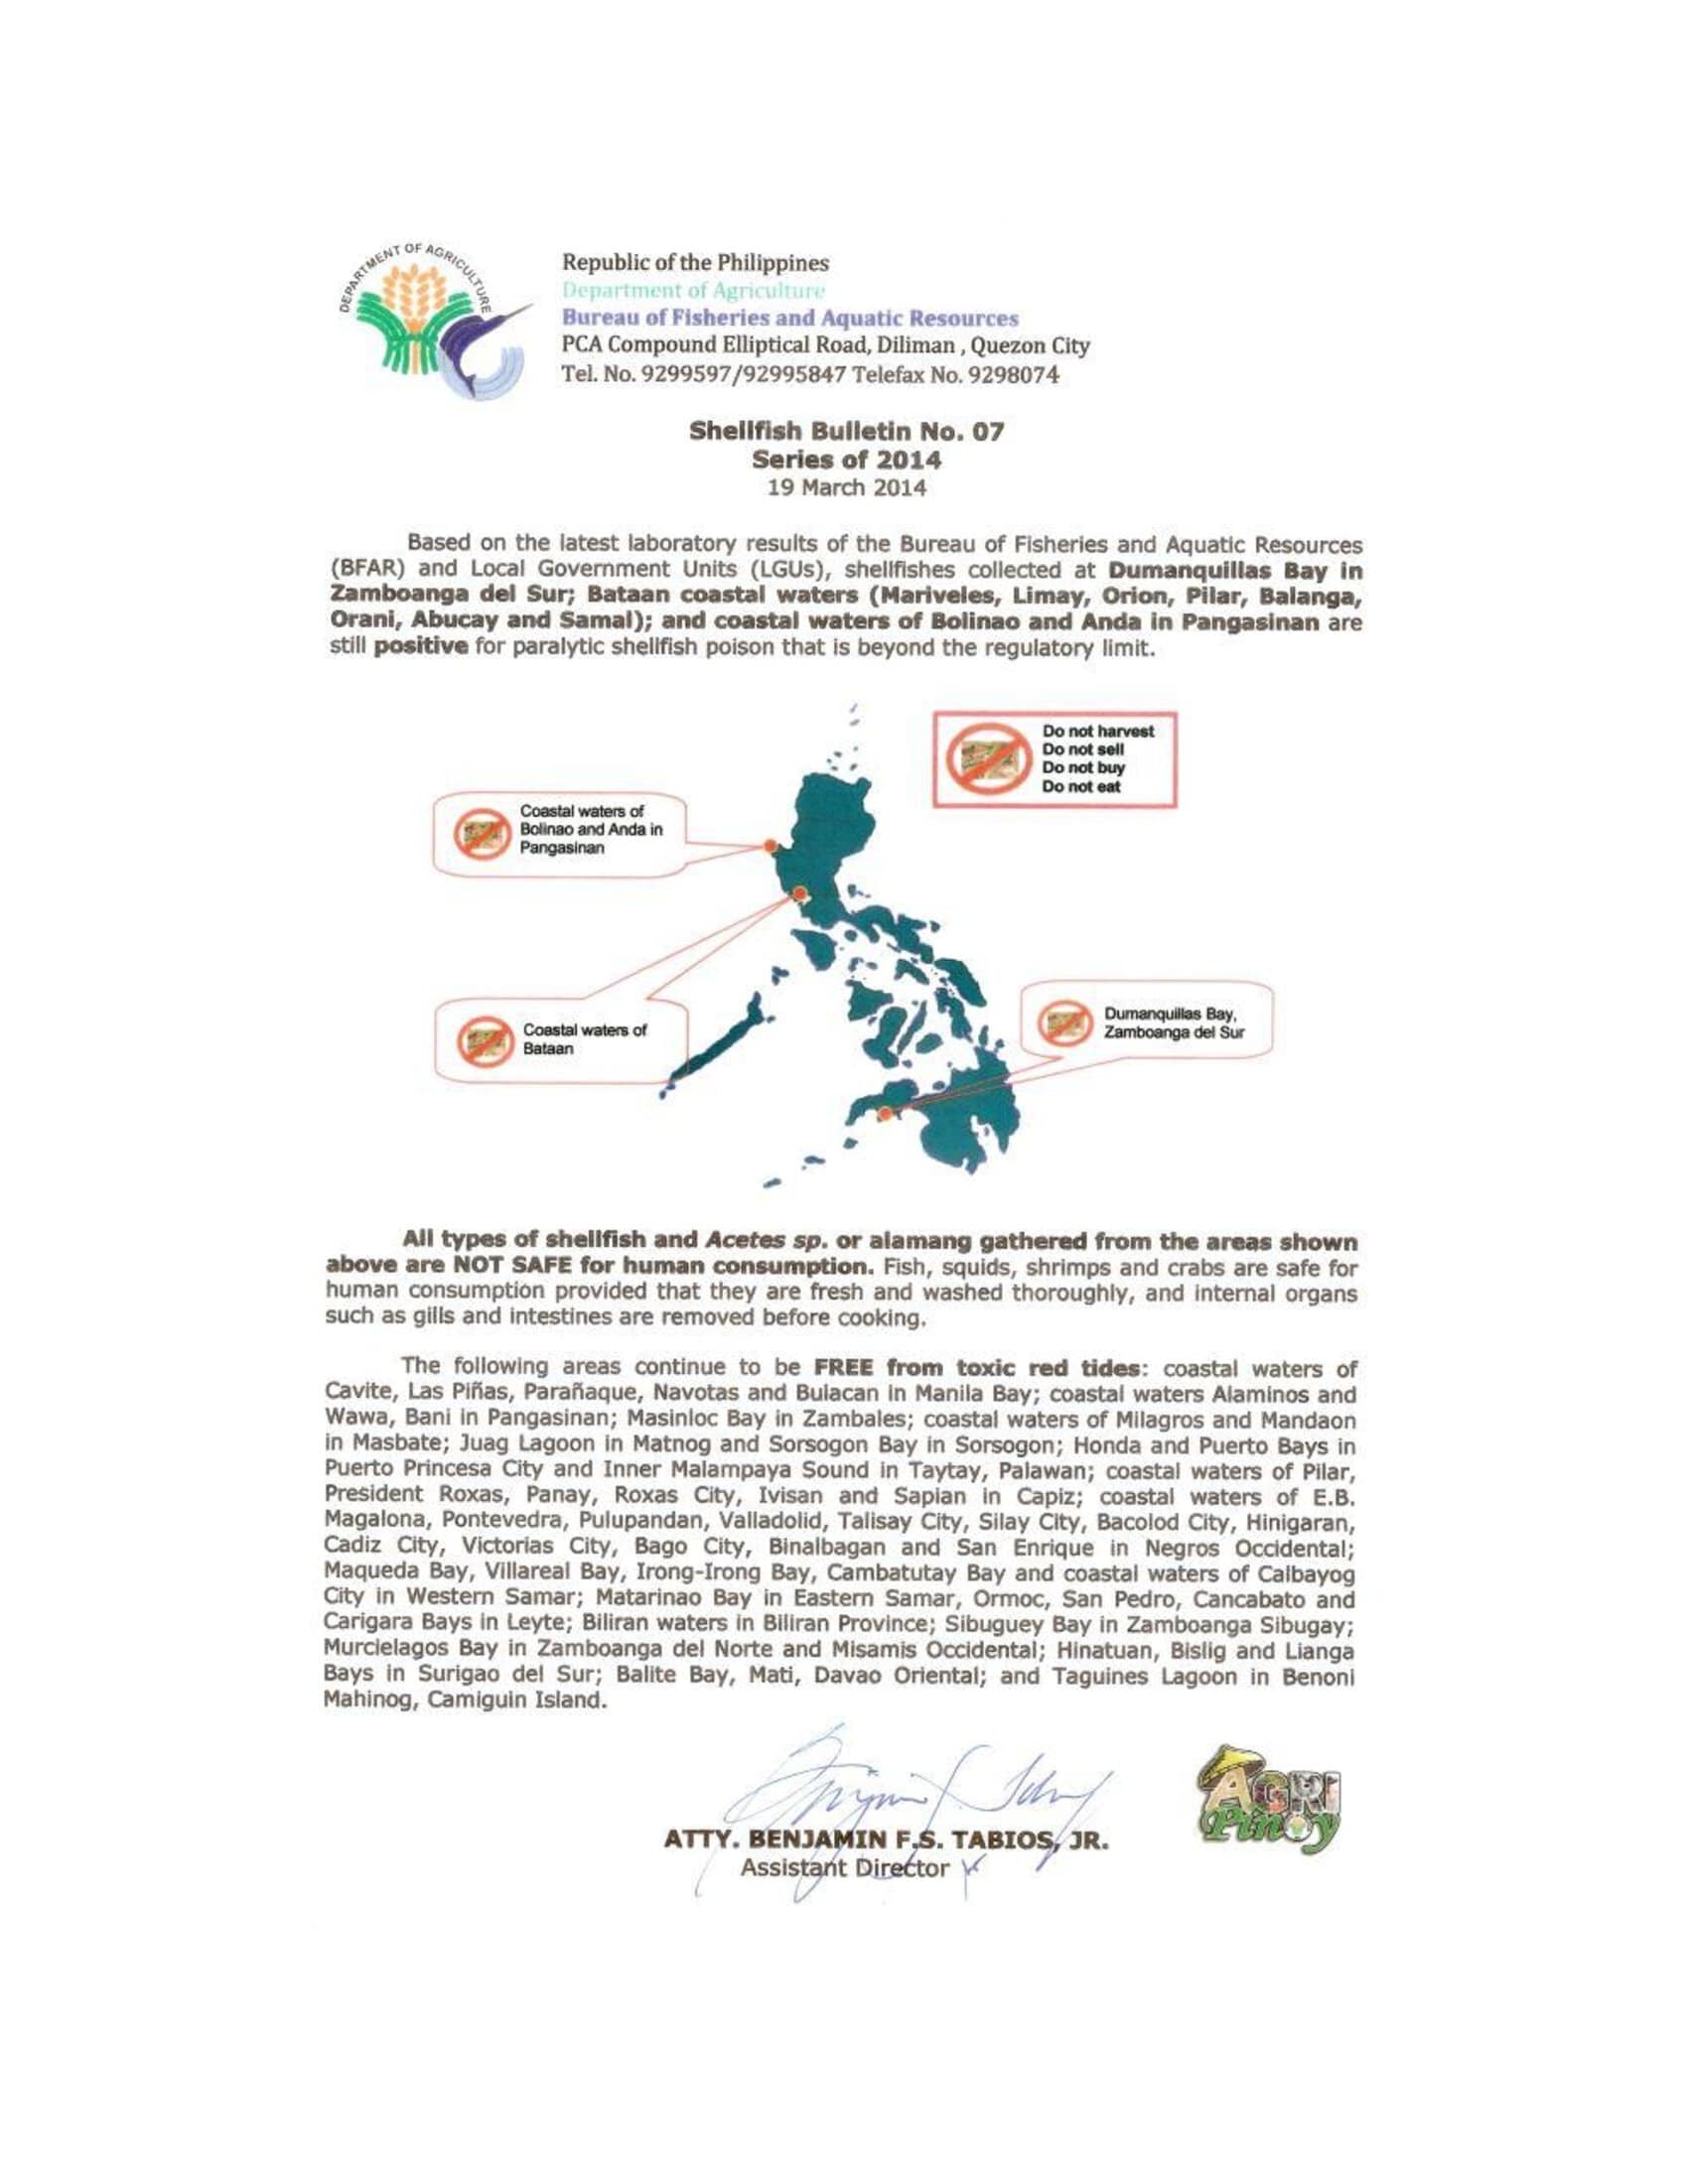 DEPARTMENT OF AGRICULTURE
Republic of the Philippines
Department of Agriculture
Bureau of Fisheries and Aquatic Resources
PCA Compound Elliptical Road, Diliman , Quezon City
Tel. No. 9299597/92995847 Telefax No. 9298074
Shellfish Bulletin No. 07
Series of 2014
19 March 2014
Based on the latest laboratory results of the Bureau of Fisheries and Aquatic Resources
(BFAR) and Local Government Units (LGUs), shellfishes collected at Dumanquillas Bay in
Zamboanga del Sur; Bataan coastal waters (Mariveles, Limay, Orion, Pilar, Balanga,
Orani, Abucay and Samal); and coastal waters of Bolinao and Anda in Pangasinan are
still positive for paralytic shellfish poison that is beyond the regulatory limit.
Do not harvest
Do not sell
Do not buy
Do not eat
Coastal waters of
Bolinao and Anda in
Pangasinan
Coastal waters of
Bataan
Dumanquillas Bay,
Zamboanga del Sur
All types of shellfish and Acetes sp. or alamang gathered from the areas shown
above are NOT SAFE for human consumption. Fish, squids, shrimps and crabs are safe for
human consumption provided that they are fresh and washed thoroughly, and internal organs
such as gills and intestines are removed before cooking.
The following areas continue to be FREE from toxic red tides: coastal waters of
Cavite, Las Piñas, Parañaque, Navotas and Bulacan in Manila Bay; coastal waters Alaminos and
Wawa, Bani in Pangasinan; Masinloc Bay in Zambales; coastal waters of Milagros and Mandaon
in Masbate; Juag Lagoon in Matnog and Sorsogon Bay in Sorsogon; Honda and Puerto Bays in
Puerto Princesa City and Inner Malampaya Sound in Taytay, Palawan; coastal waters of Pilar,
President Roxas, Panay, Roxas City, Ivisan and Sapian in Capiz; coastal waters of E.B.
Magalona, Pontevedra, Pulupandan, Valladolid, Talisay City, Silay City, Bacolod City, Hinigaran,
Cadiz City, Victorias City, Bago City, Binalbagan and San Enrique in Negros Occidental;
Maqueda Bay, Villareal Bay, Irong-Irong Bay, Cambatutay Bay and coastal waters of Calbayog
City in Western Samar; Matarinao Bay in Eastern Samar, Ormoc, San Pedro, Cancabato and
Carigara Bays in Leyte; Biliran waters in Biliran Province; Sibuguey Bay in Zamboanga Sibugay;
Murcielagos Bay in Zamboanga del Norte and Misamis Occidental; Hinatuan, Bislig and Lianga
Bays in Surigao del Sur; Balite Bay, Mati, Davao Oriental; and Taguines Lagoon in Benoni
Mahinog, Camiguin Island.
ATTY. BENJAMIN F.S. TABIOS, JR.
Assistant Director
AGRI
Pinoy